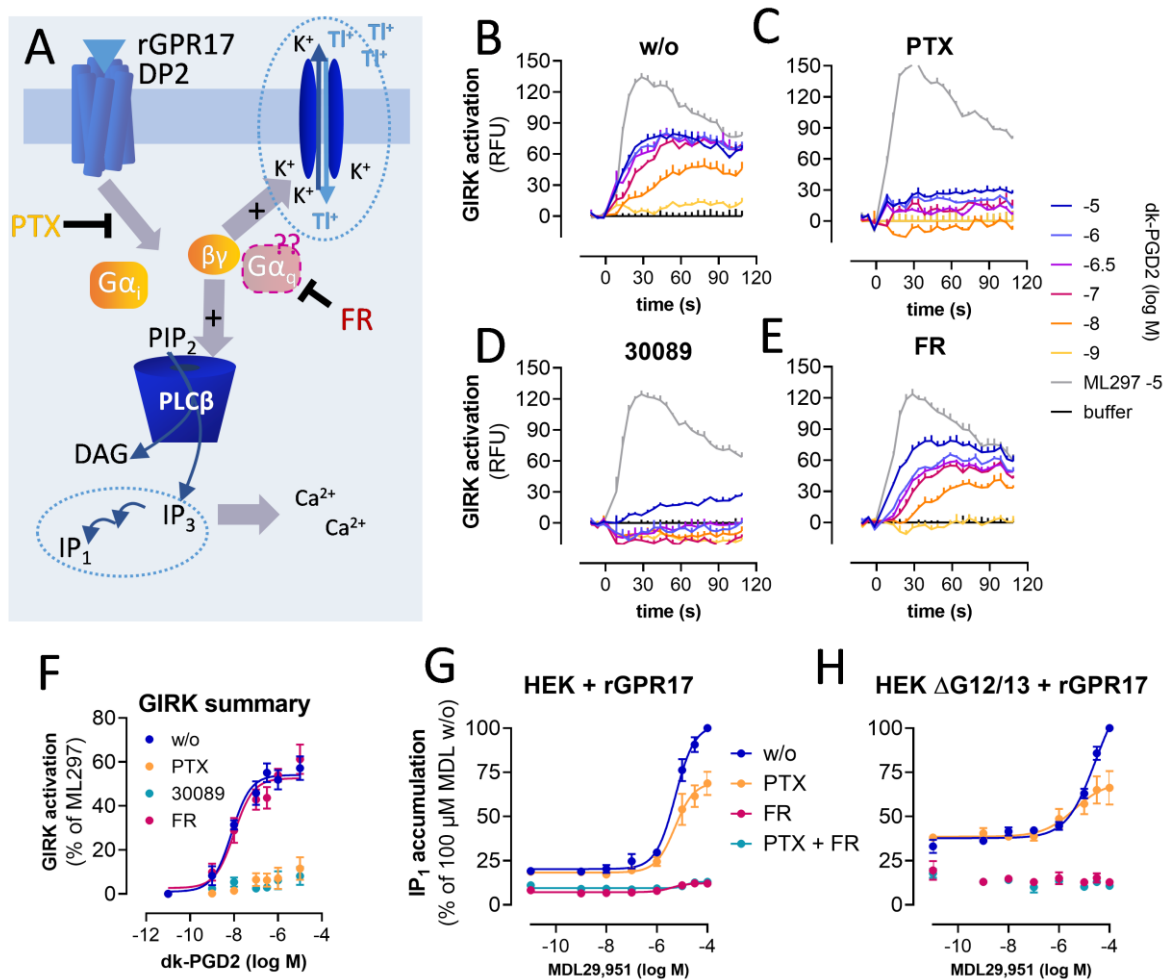 A
rGPR17
DP2
K⁺
Tl⁺
Tl⁺
Tl⁺
K⁺
K⁺
K⁺
Tl⁺
PTX
+
βγ
??
Gαq
Gαi
FR
+
PIP₂
PLCβ
DAG
IP₃
IP₁
Ca²⁺
Ca²⁺
B
w/o
GIRK activation
(RFU)
150
120
90
60
30
0
0 30 60 90 120
time (s)
C
PTX
150
120
90
60
30
0
0 30 60 90 120
time (s)
D
30089
GIRK activation
(RFU)
150
120
90
60
30
0
0 30 60 90 120
time (s)
E
FR
150
120
90
60
30
0
0 30 60 90 120
time (s)
dk-PGD2 (log M)
-5
-6
-6.5
-7
-8
-9
ML297 -5
buffer
F
GIRK summary
GIRK activation
(% of ML297)
80
60
40
20
0
w/o
PTX
30089
FR
-12 -10 -8 -6 -4
dk-PGD2 (log M)
G
HEK + rGPR17
IP₁ accumulation
(% of 100 µM MDL w/o)
100
75
50
25
0
-10 -8 -6 -4
MDL29,951 (log M)
w/o
PTX
FR
PTX + FR
H
HEK ΔG12/13 + rGPR17
100
75
50
25
0
-10 -8 -6 -4
MDL29,951 (log M)